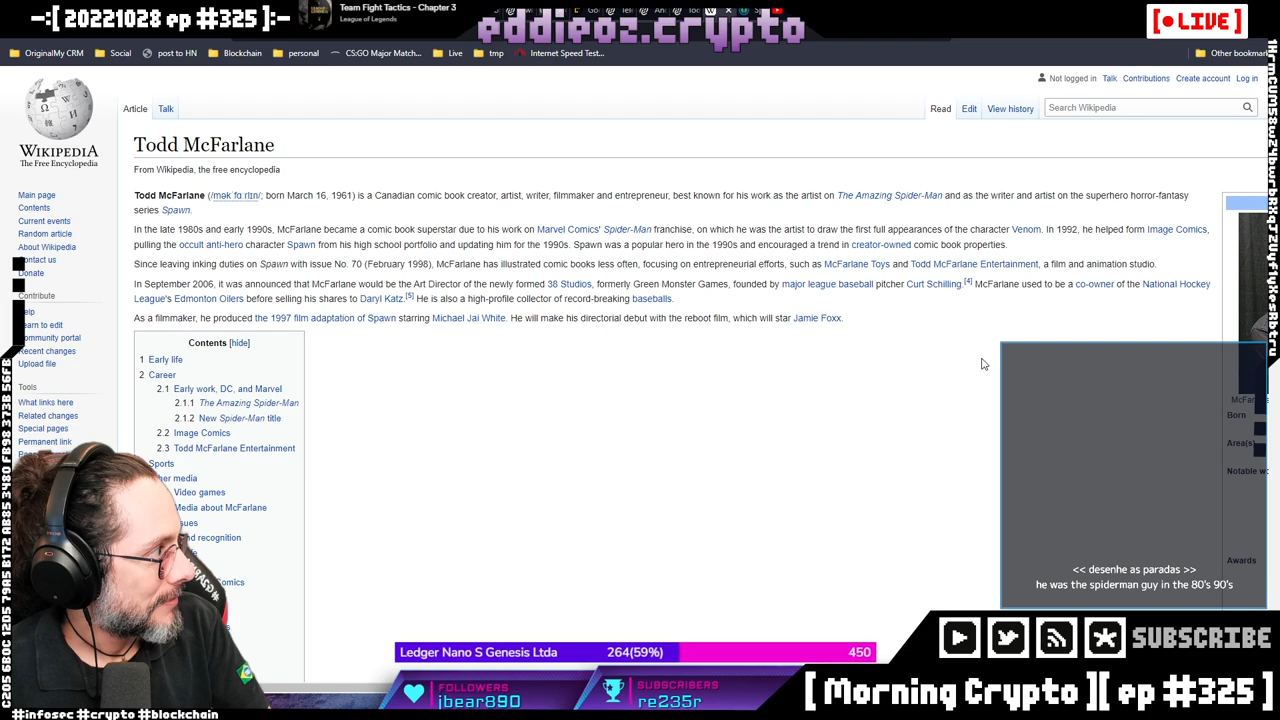 -:[ 20221028 ep #325 ]:-
Team Fight Tactics - Chapter 3
League of Legends
eddieoz.crypto
[ • LIVE ]
OriginalMy CRM
Social
post to HN
Blockchain
personal
CS:GO Major Match...
Live
tmp
Internet Speed Test...
Other bookmar
Not logged in Talk Contributions Create account Log in
Article Talk
Read Edit View history
Search Wikipedia
WIKIPEDIA
The Free Encyclopedia
Todd McFarlane
From Wikipedia, the free encyclopedia
Todd McFarlane (/məkˈfɑːrlɪn/; born March 16, 1961) is a Canadian comic book creator, artist, writer, filmmaker and entrepreneur, best known for his work as the artist on The Amazing Spider-Man and as the writer and artist on the superhero horror-fantasy
series Spawn.
In the late 1980s and early 1990s, McFarlane became a comic book superstar due to his work on Marvel Comics' Spider-Man franchise, on which he was the artist to draw the first full appearances of the character Venom. In 1992, he helped form Image Comics,
pulling the occult anti-hero character Spawn from his high school portfolio and updating him for the 1990s. Spawn was a popular hero in the 1990s and encouraged a trend in creator-owned comic book properties.
Since leaving inking duties on Spawn with issue No. 70 (February 1998), McFarlane has illustrated comic books less often, focusing on entrepreneurial efforts, such as McFarlane Toys and Todd McFarlane Entertainment, a film and animation studio.
In September 2006, it was announced that McFarlane would be the Art Director of the newly formed 38 Studios, formerly Green Monster Games, founded by major league baseball pitcher Curt Schilling.[4] McFarlane used to be a co-owner of the National Hockey
League's Edmonton Oilers before selling his shares to Daryl Katz.[5] He is also a high-profile collector of record-breaking baseballs.
As a filmmaker, he produced the 1997 film adaptation of Spawn starring Michael Jai White. He will make his directorial debut with the reboot film, which will star Jamie Foxx.
Main page
Contents
Current events
Random article
About Wikipedia
ontact us
Donate
Contribute
elp
earn to edit
ommunity portal
Recent changes
Upload file
Tools
What links here
Related changes
Special pages
Permanent link
Contents [hide]
1 Early life
2 Career
2.1 Early work, DC, and Marvel
2.1.1 The Amazing Spider-Man
2.1.2 New Spider-Man title
2.2 Image Comics
2.3 Todd McFarlane Entertainment
Sports
her media
Video games
Media about McFarlane
sues
nd recognition
omics
McFar
Born
Area(s)
Notable wo
Awards
<< desenhe as paradas >>
he was the spiderman guy in the 80's 90's
Ledger Nano S Genesis Ltda 264(59%) 450
FOLLOWERS
jbear890
SUBSCRIBERS
re235r
SUBSCRIBE
[ Morning Crypto ][ ep #325 ]
#infosec #crypto #blockchain